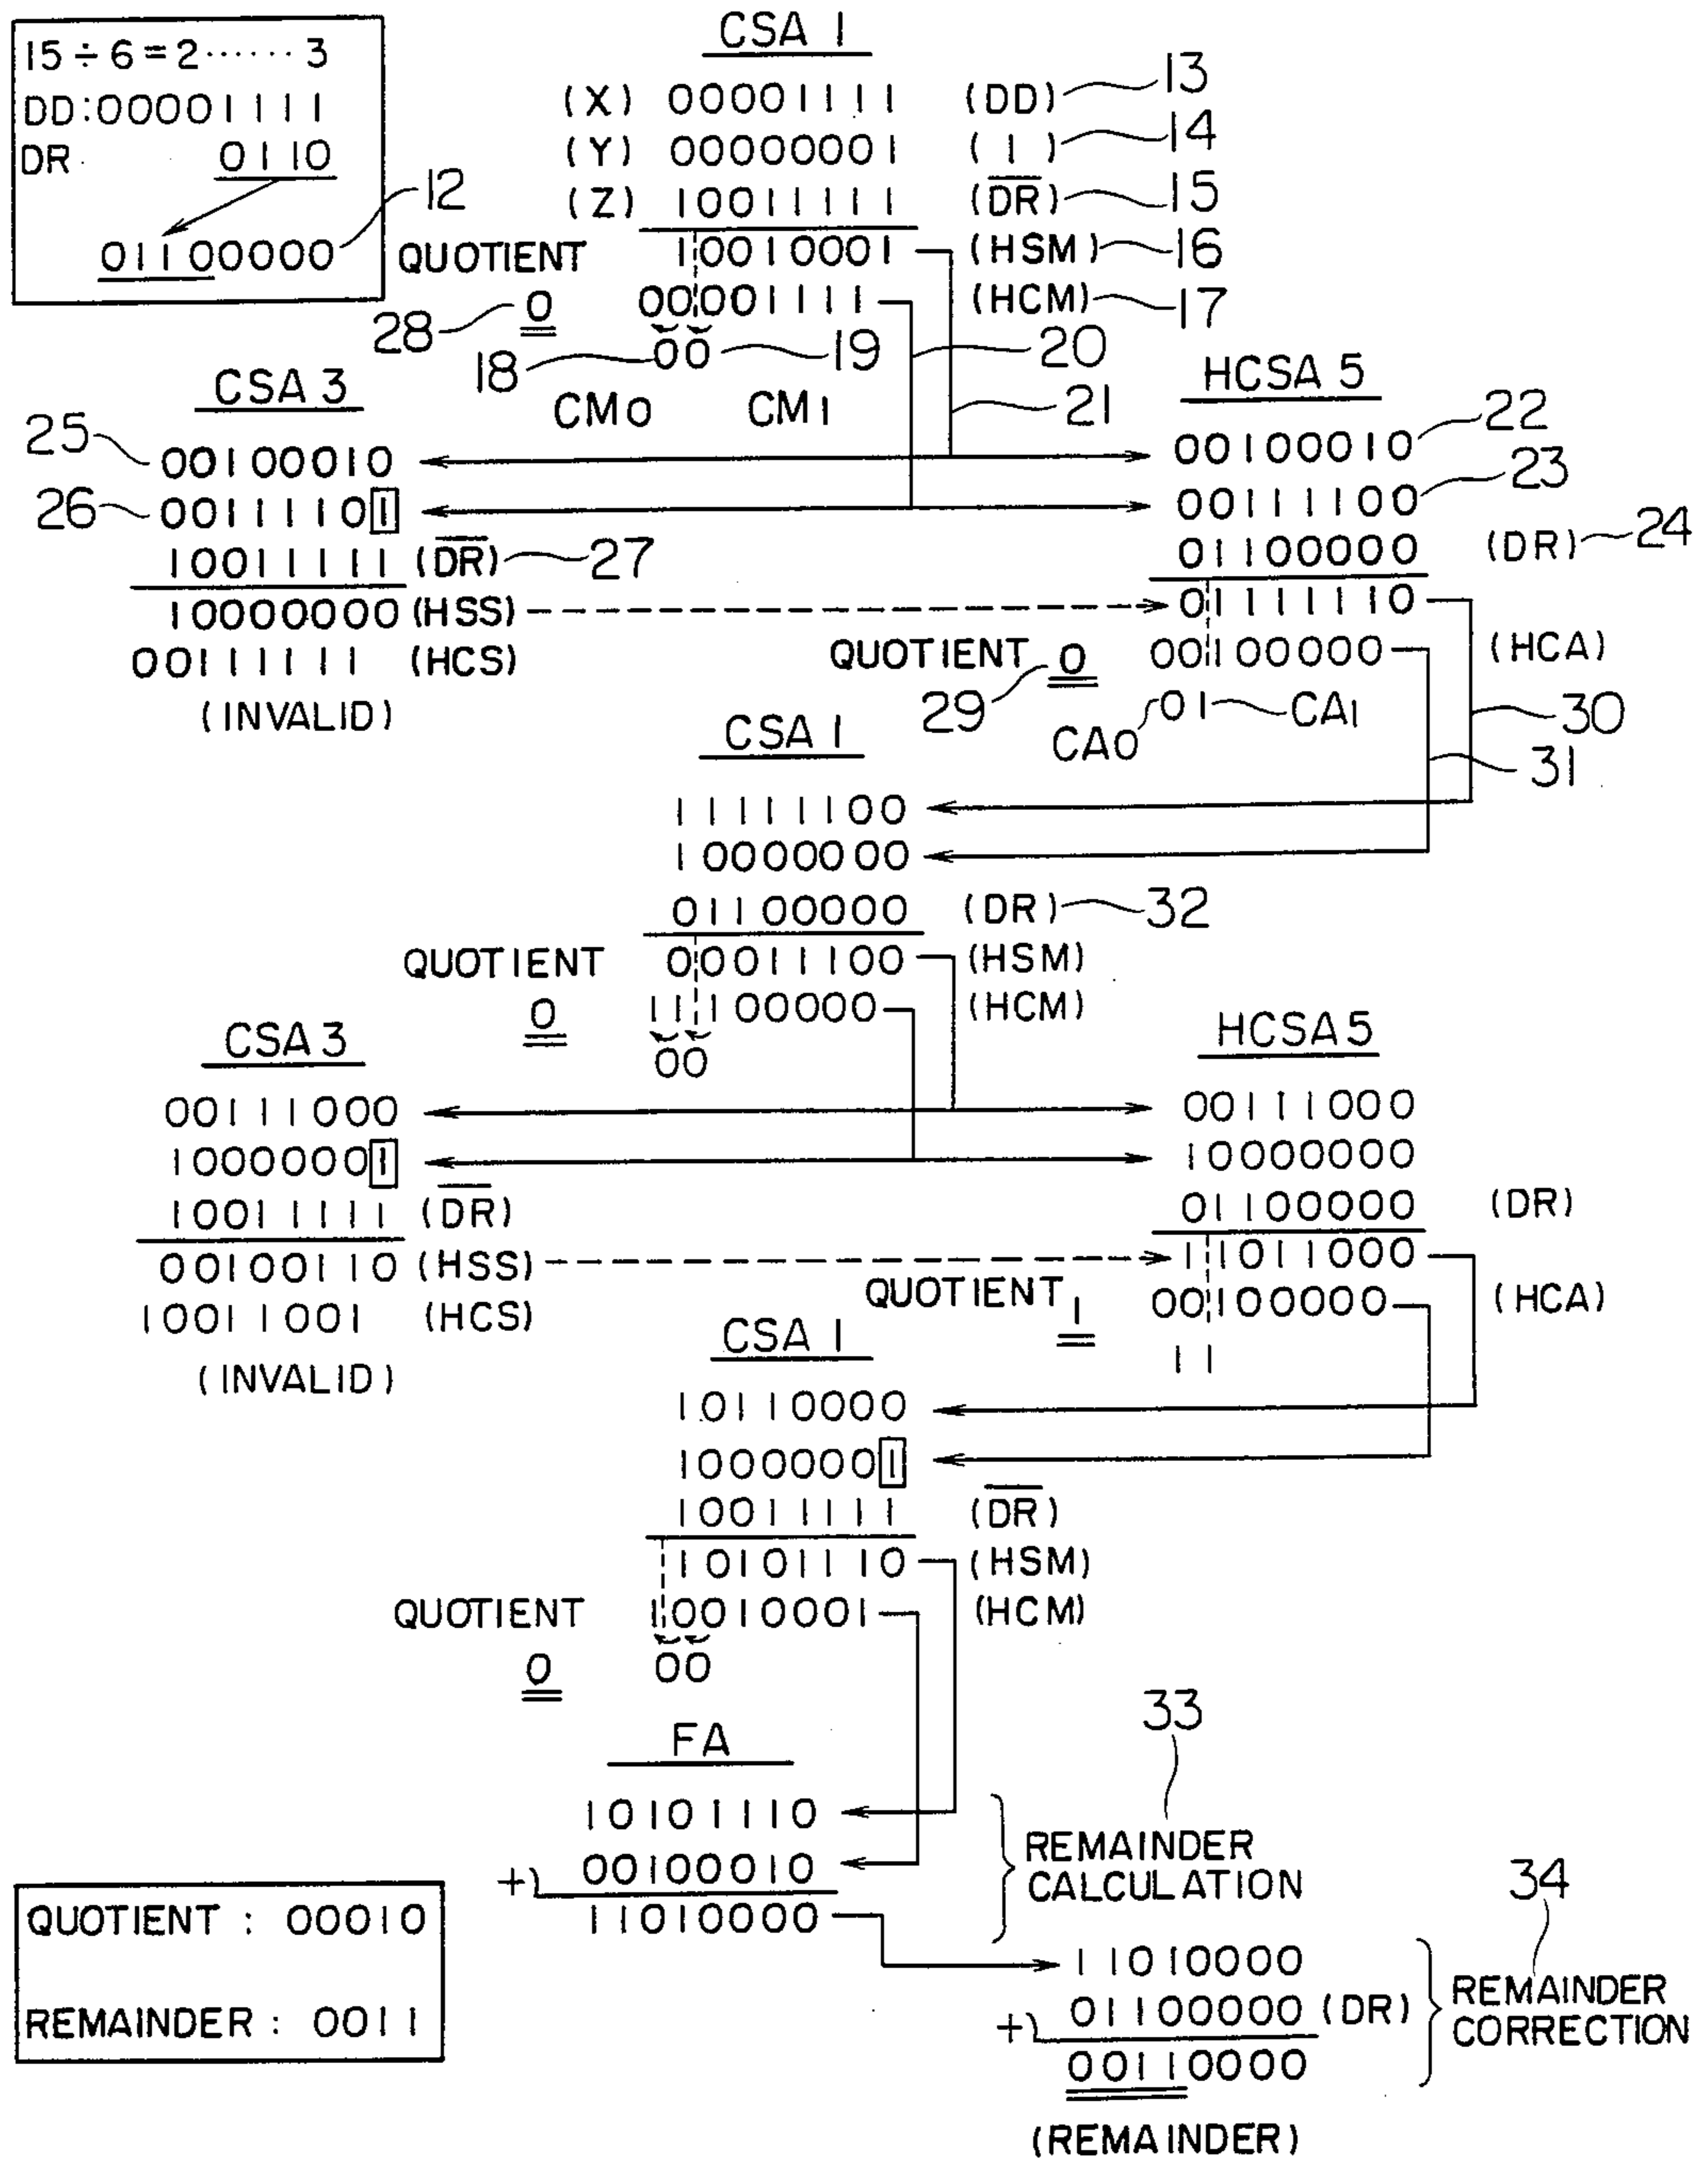 15 ÷ 6 = 2 ...... 3
DD : 00001111
DR 0110
01100000
12
CSA 1
(X) 00001111 (DD) 13
(Y) 00000001 (1) 14
(Z) 10011111 (D̅R̅) 15
10010001 (HSM) 16
QUOTIENT
0
28
000001111 (HCM) 17
18 00 19
20
21
CM0 CM1
CSA 3
25 00100010
26 00111101
10011111 (D̅R̅) 27
10000000 (HSS)
00111111 (HCS)
(INVALID)
HCSA 5
00100010 22
00111100 23
01100000 (DR) 24
01111110
00100000 (HCA)
QUOTIENT 0
29
CA0 01 CA1
30
31
CSA 1
11111100
10000000
01100000 (DR) 32
00011100 (HSM)
11100000 (HCM)
QUOTIENT
0
00
CSA 3
00111000
10000001
10011111 (D̅R̅)
00100110 (HSS)
10011001 (HCS)
(INVALID)
HCSA 5
00111000
10000000
01100000 (DR)
11011000
00100000 (HCA)
QUOTIENT 1
11
CSA 1
10110000
10000001
10011111 (D̅R̅)
10101110 (HSM)
10010001 (HCM)
QUOTIENT
0
00
FA
10101110
+) 00100010
11010000
REMAINDER CALCULATION
33
11010000
+) 01100000 (DR)
00110000
(REMAINDER)
REMAINDER CORRECTION
34
QUOTIENT : 00010
REMAINDER : 0011